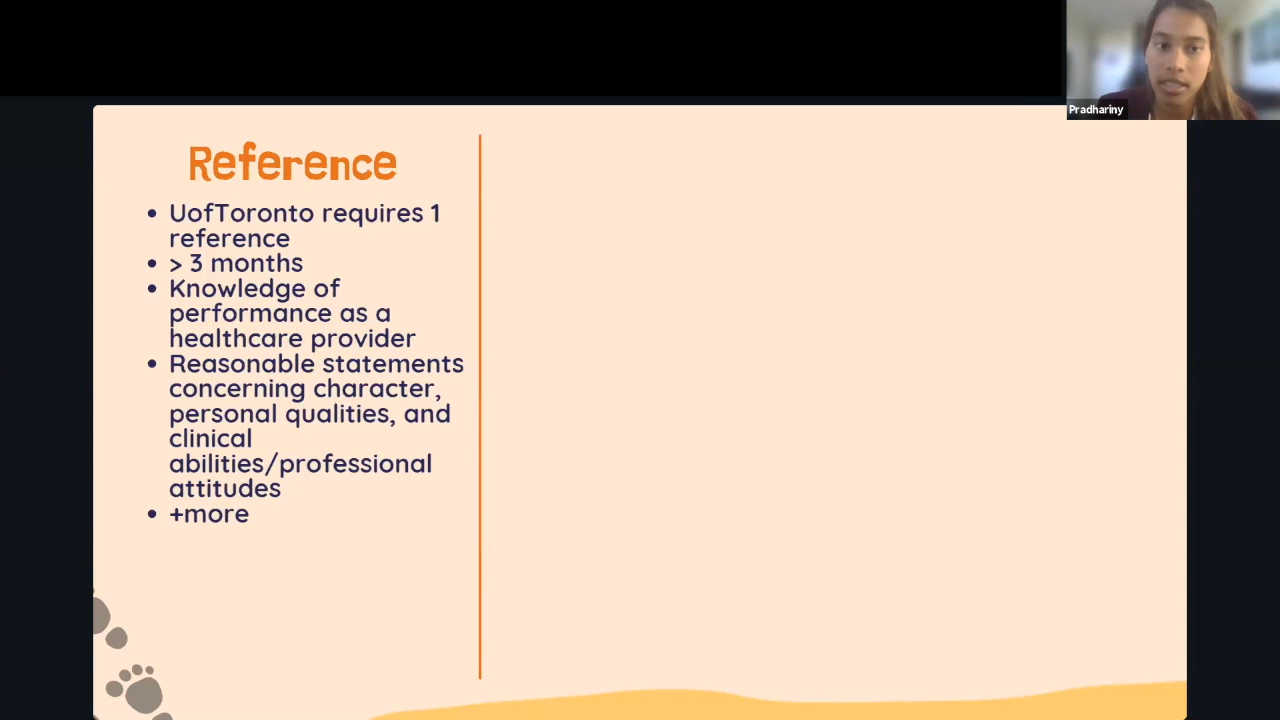 Pradhariny
Reference
• UofToronto requires 1
reference
• > 3 months
• Knowledge of
performance as a
healthcare provider
• Reasonable statements
concerning character,
personal qualities, and
clinical
abilities/professional
attitudes
• +more